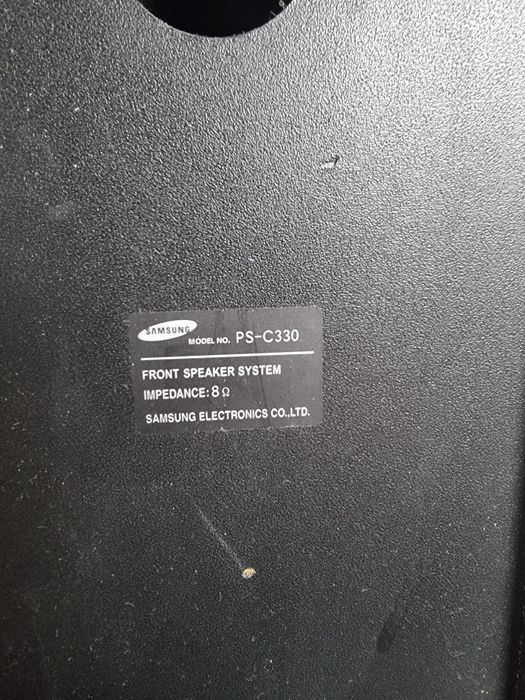 SAMSUNG
MODEL NO. PS-C330
FRONT SPEAKER SYSTEM
IMPEDANCE: 8Ω
SAMSUNG ELECTRONICS CO.,LTD.